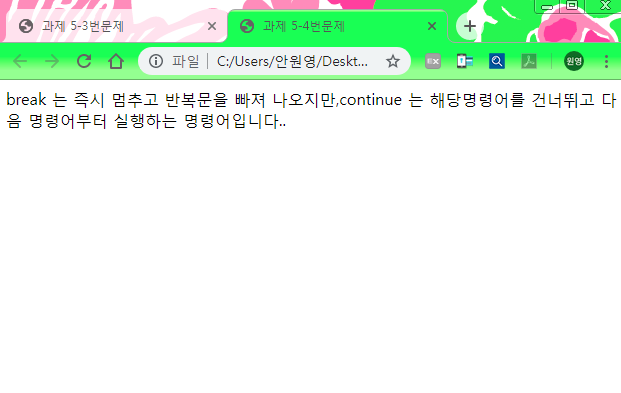 과제 5-3번문제
과제 5-4번문제
파일 C:/Users/안원영/Deskt...
원영
break 는 즉시 멈추고 반복문을 빠져 나오지만,continue 는 해당명령어를 건너뛰고 다
음 명령어부터 실행하는 명령어입니다..